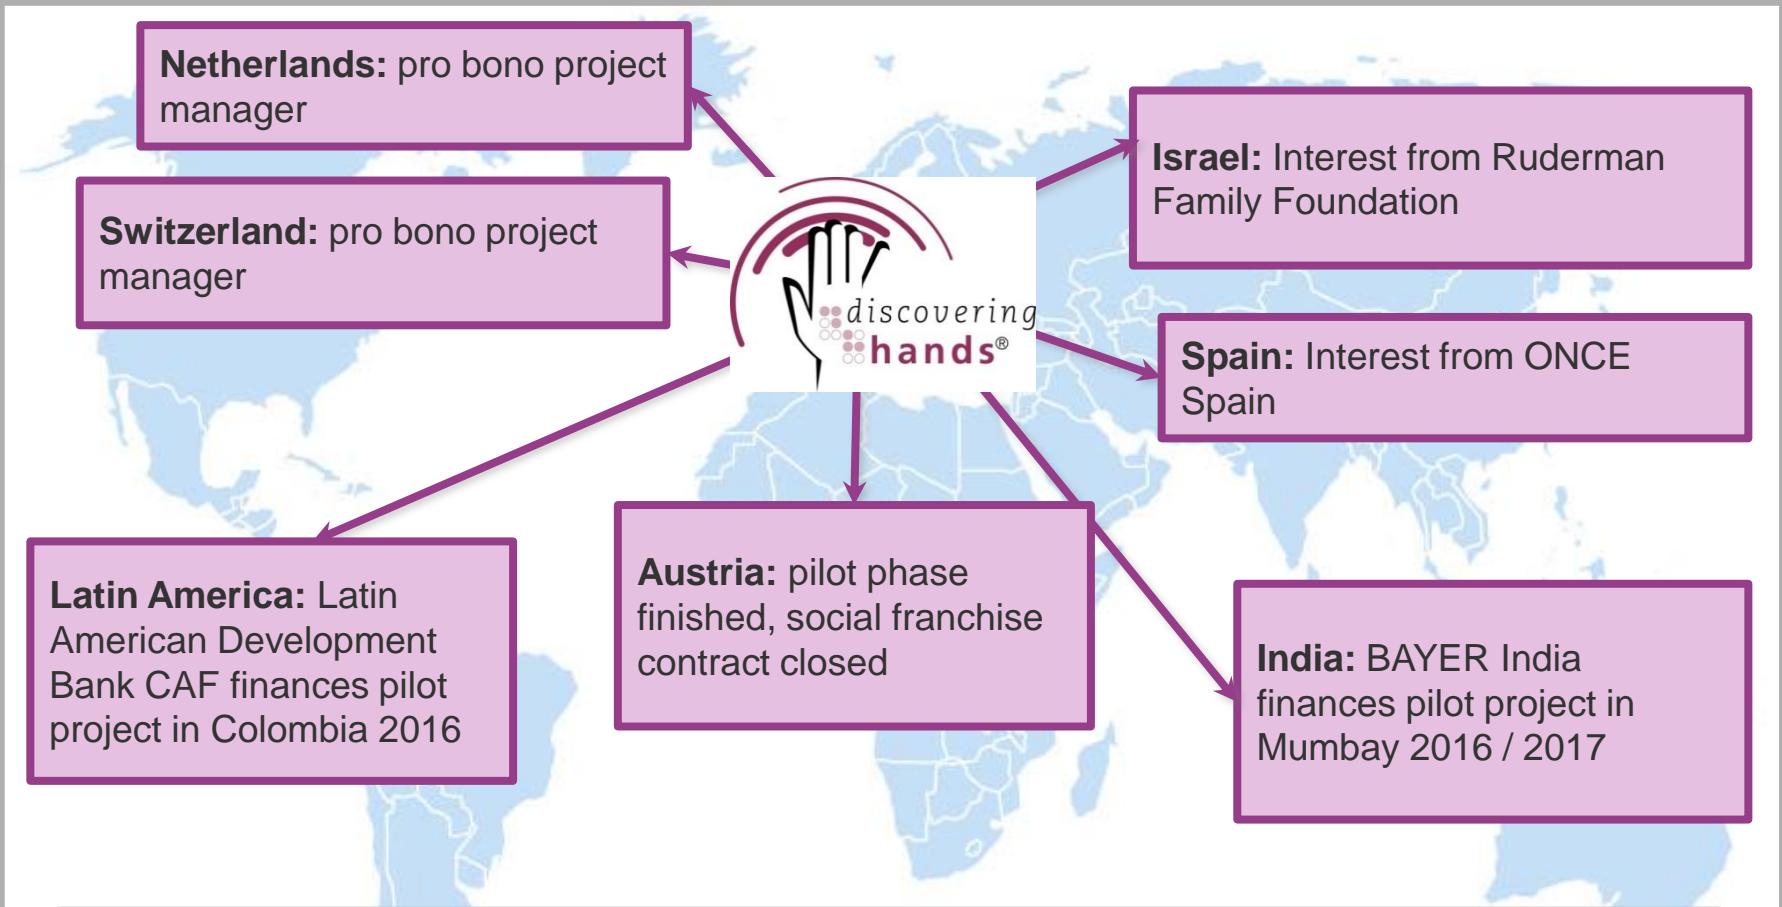 Netherlands: pro bono project
manager
Switzerland: pro bono project
manager
discovering
hands®
Israel: Interest from Ruderman
Family Foundation
Spain: Interest from ONCE
Spain
Latin America: Latin
American Development
Bank CAF finances pilot
project in Colombia 2016
Austria: pilot phase
finished, social franchise
contract closed
India: BAYER India
finances pilot project in
Mumbay 2016 / 2017